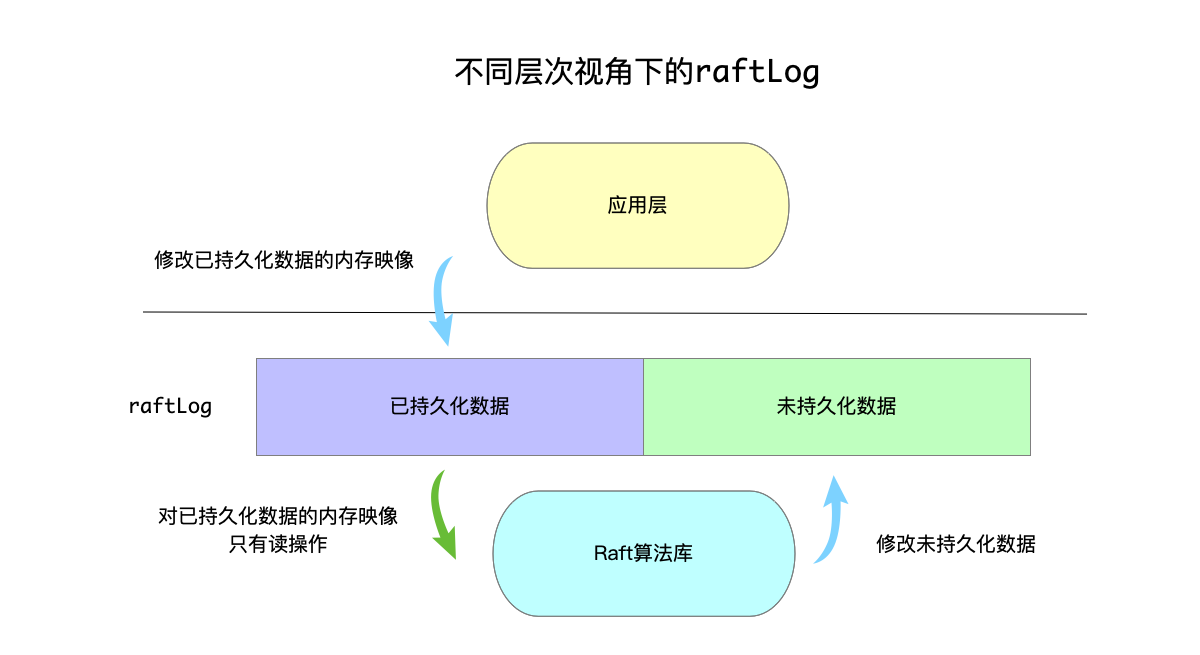 不同层次视角下的raftLog
应用层
修改已持久化数据的内存映像
raftLog
已持久化数据
未持久化数据
对已持久化数据的内存映像
只有读操作
Raft算法库
修改未持久化数据